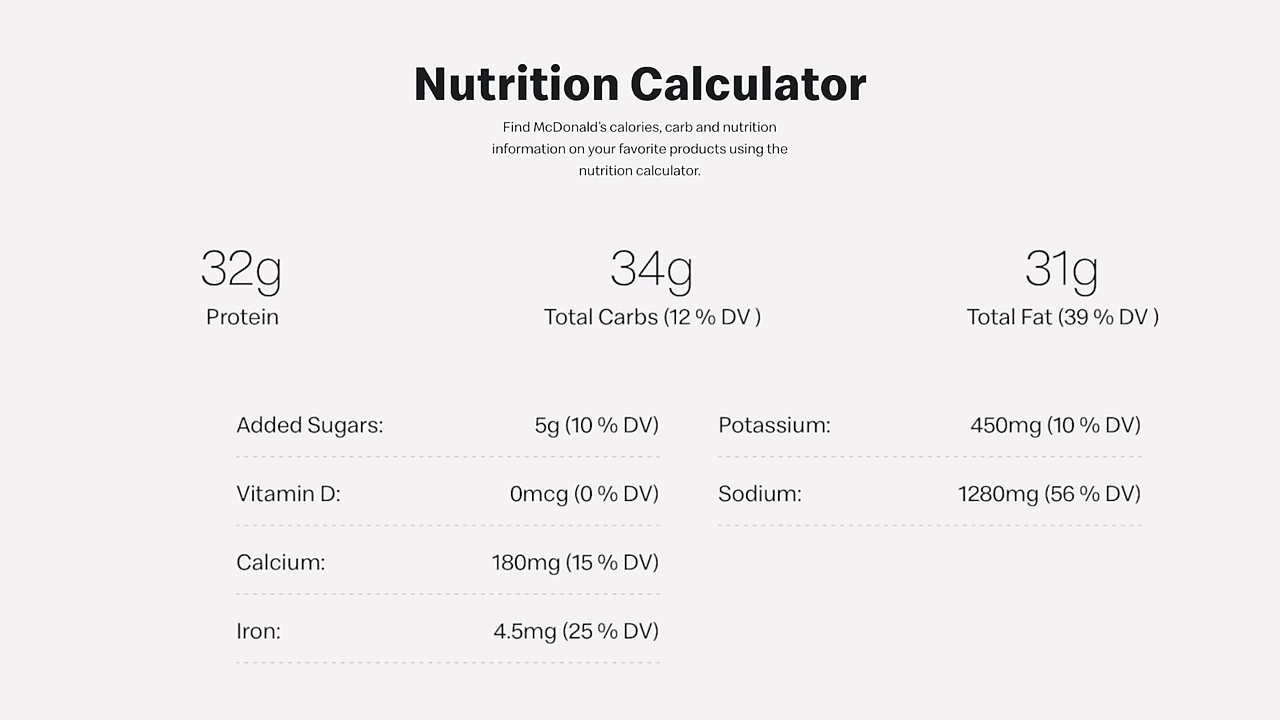 Nutrition Calculator
Find McDonald's calories, carb and nutrition
information on your favorite products using the
nutrition calculator.
32g
Protein
34g
Total Carbs (12 % DV )
31g
Total Fat (39 % DV )
Added Sugars: 5g (10 % DV)
Vitamin D: 0mcg (0 % DV)
Calcium: 180mg (15 % DV)
Iron: 4.5mg (25 % DV)
Potassium: 450mg (10 % DV)
Sodium: 1280mg (56 % DV)